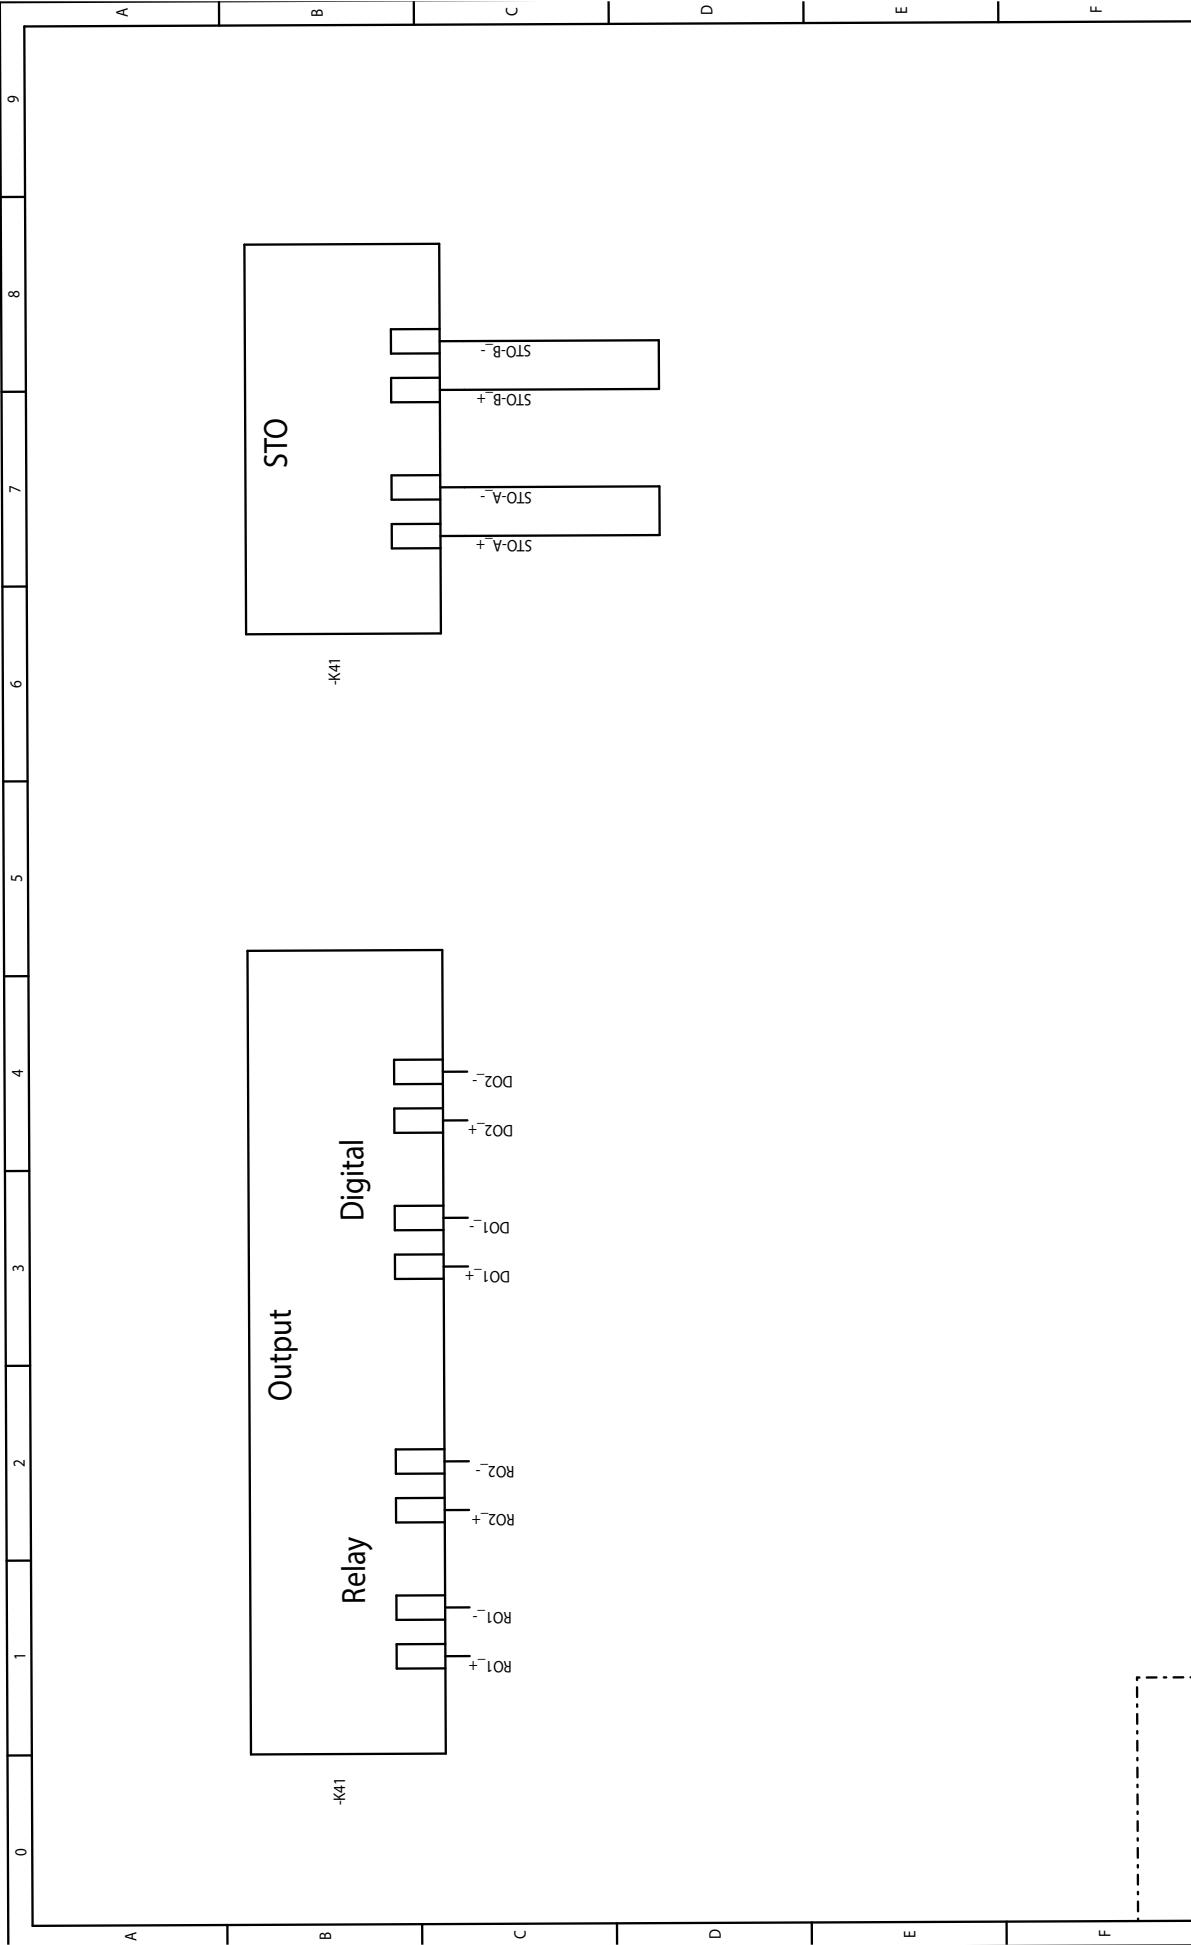 0 1 2 3 4 5 6 7 8 9
A
B
C
D
E
F
A
B
C
D
E
F
-K41
Output
Relay
Digital
RO1_+
RO1_-
RO2_+
RO2_-
DO1_+
DO1_-
DO2_+
DO2_-
-K41
STO
STO-A_+
STO-A_-
STO-B_+
STO-B_-